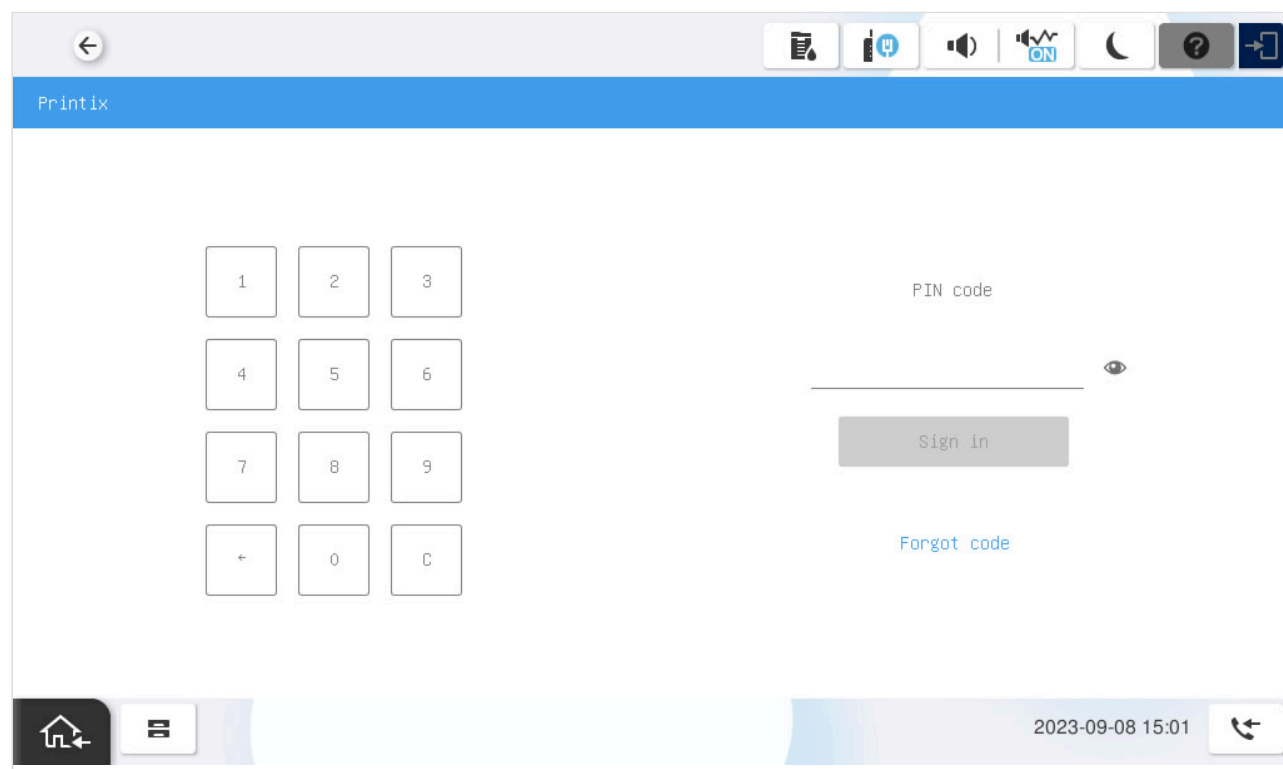 ON
?
Printix
1 2 3
PIN code
4 5 6
Sign in
7 8 9
Forgot code
← 0 C
2023-09-08 15:01